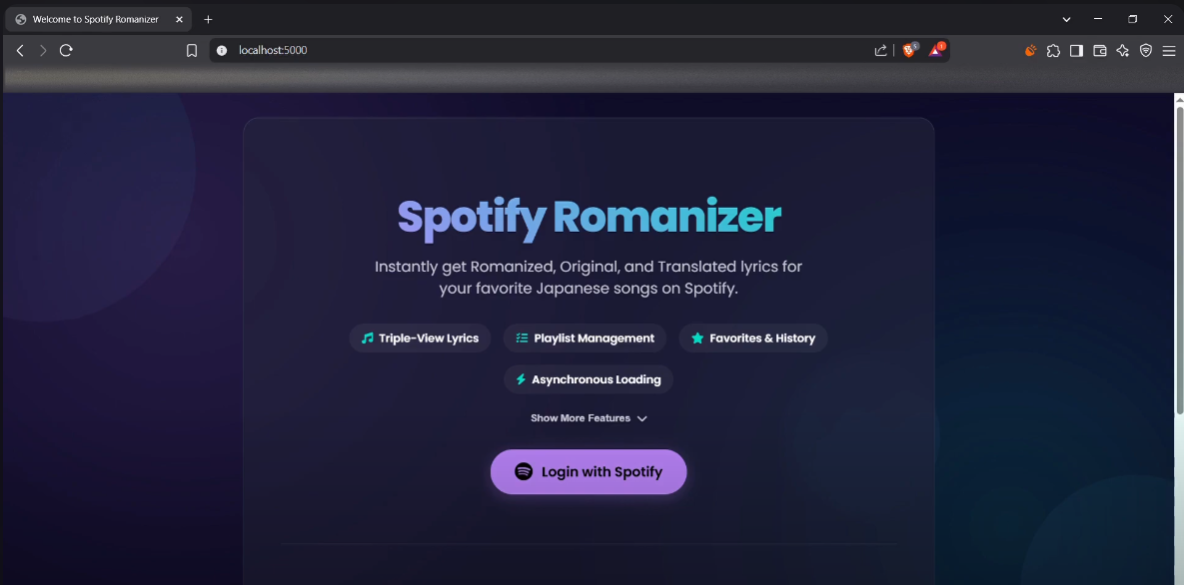 Welcome to Spotify Romanizer
localhost:5000
Spotify Romanizer
Instantly get Romanized, Original, and Translated lyrics for
your favorite Japanese songs on Spotify.
Triple-View Lyrics
Playlist Management
Favorites & History
Asynchronous Loading
Show More Features
Login with Spotify